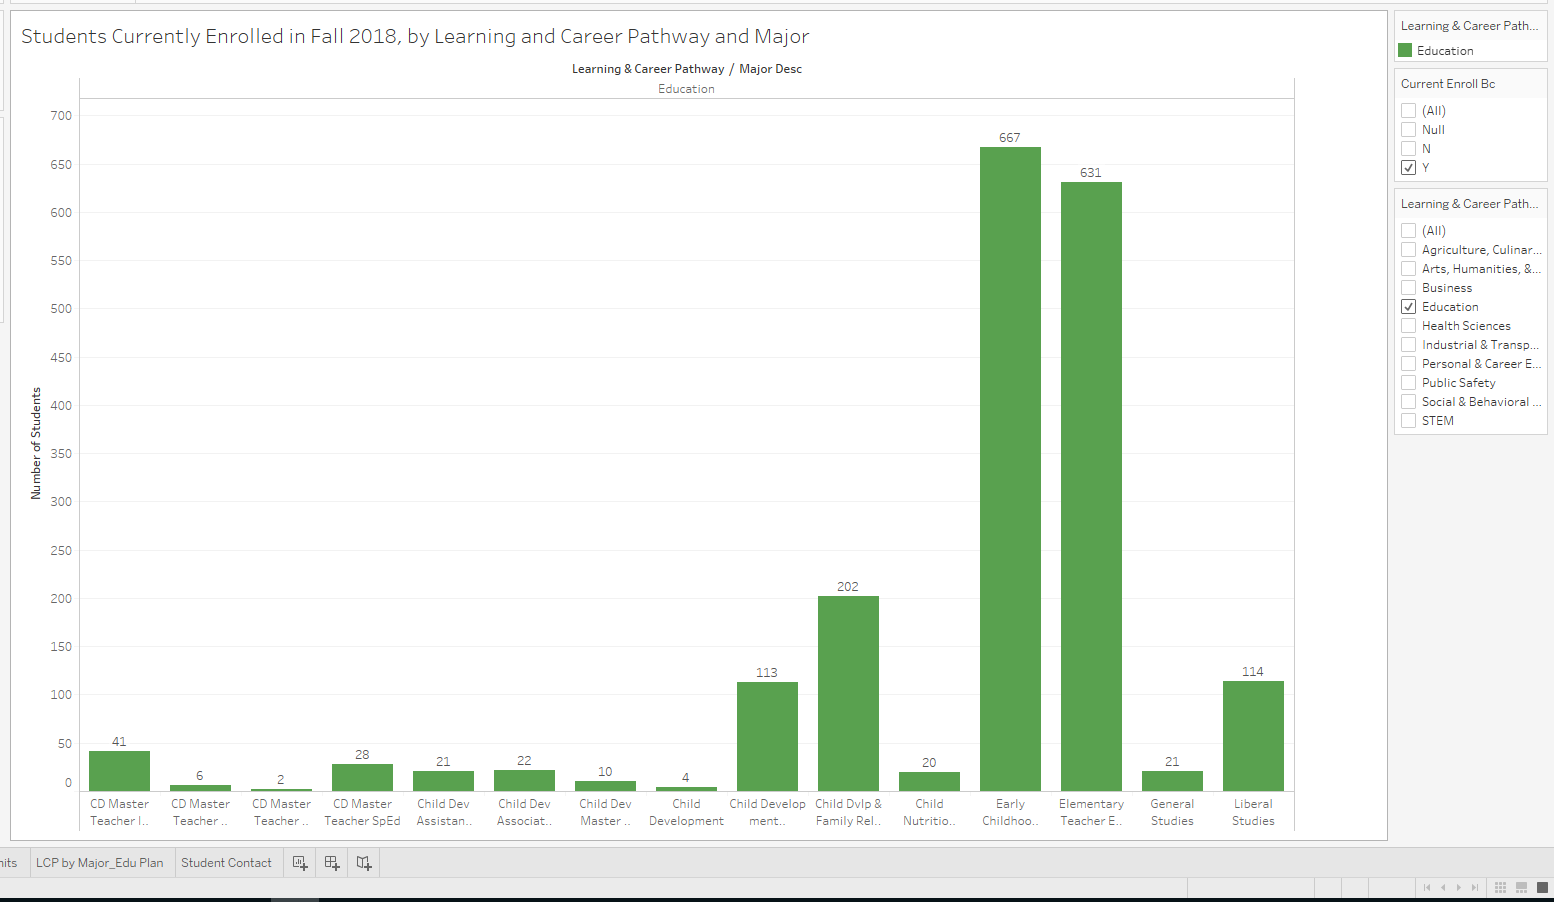 Students Currently Enrolled in Fall 2018, by Learning and Career Pathway and Major
Learning & Career Pathway / Major Desc
Education
700
650
600
550
500
450
400
350
300
250
200
150
100
50
0
Number of Students
41
6
2
28
21
22
10
4
113
202
20
667
631
21
114
CD Master
Teacher I..
CD Master
Teacher ..
CD Master
Teacher ..
CD Master
Teacher SpEd
Child Dev
Assistan..
Child Dev
Associat..
Child Dev
Master ..
Child
Development
Child Develop
ment..
Child Dvlp &
Family Rel..
Child
Nutritio..
Early
Childhoo..
Elementary
Teacher E..
General
Studies
Liberal
Studies
Learning & Career Path...
Education
Current Enroll Bc
(All)
Null
N
Y
Learning & Career Path...
(All)
Agriculture, Culinar...
Arts, Humanities, &...
Business
Education
Health Sciences
Industrial & Transp...
Personal & Career E...
Public Safety
Social & Behavioral ...
STEM
nits
LCP by Major_Edu Plan
Student Contact